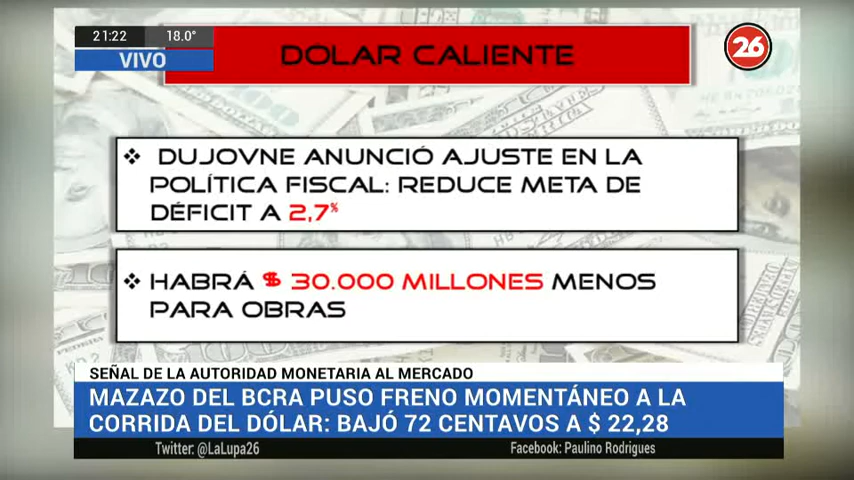 21:22 18.0°
VIVO
DOLAR CALIENTE
26
DUJOVNE ANUNCIÓ AJUSTE EN LA
POLÍTICA FISCAL: REDUCE META DE
DÉFICIT A 2,7%
HABRÁ $ 30.000 MILLONES MENOS
PARA OBRAS
SEÑAL DE LA AUTORIDAD MONETARIA AL MERCADO
MAZAZO DEL BCRA PUSO FRENO MOMENTÁNEO A LA
CORRIDA DEL DÓLAR: BAJÓ 72 CENTAVOS A $ 22,28
Twitter: @LaLupa26 Facebook: Paulino Rodrigues